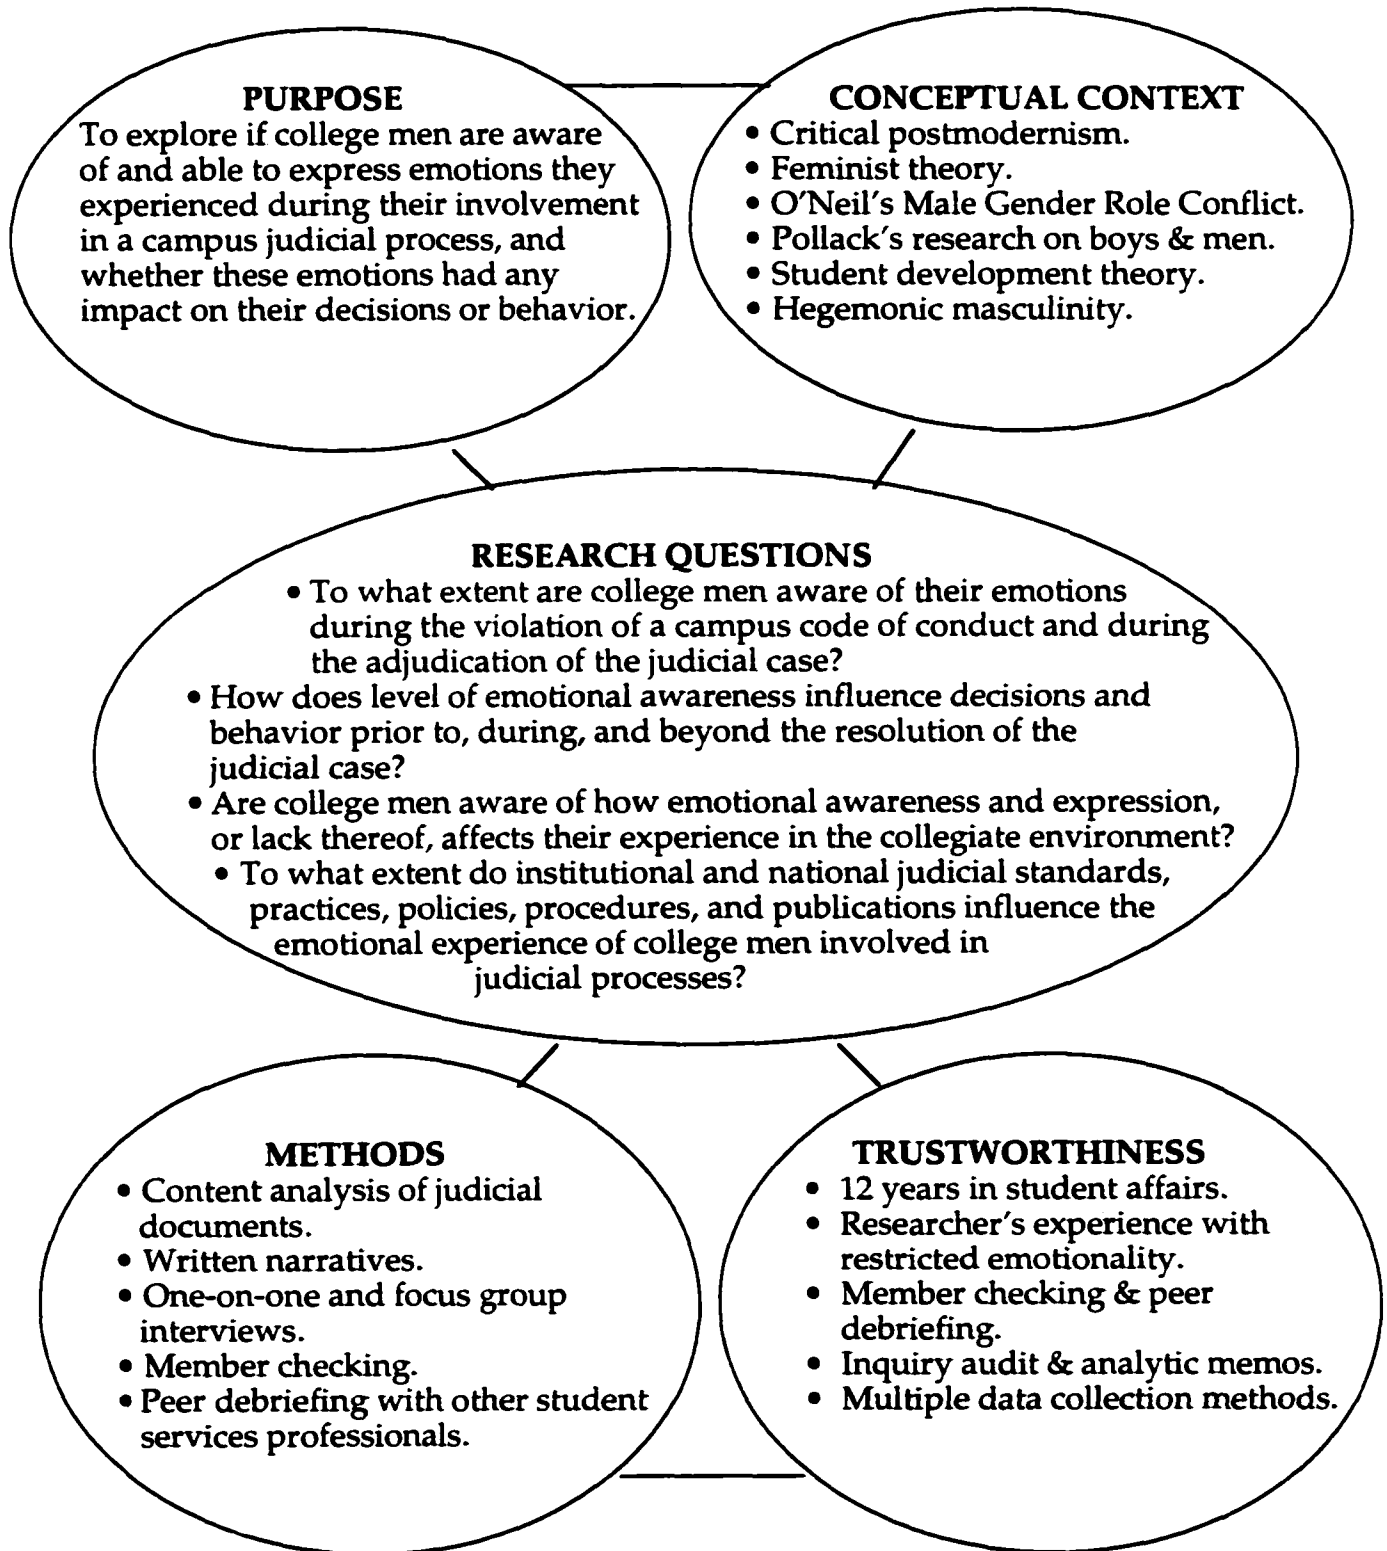 PURPOSE
To explore if college men are aware
of and able to express emotions they
experienced during their involvement
in a campus judicial process, and
whether these emotions had any
impact on their decisions or behavior.
CONCEPTUAL CONTEXT
• Critical postmodernism.
• Feminist theory.
• O'Neil's Male Gender Role Conflict.
• Pollack's research on boys & men.
• Student development theory.
• Hegemonic masculinity.
RESEARCH QUESTIONS
• To what extent are college men aware of their emotions
during the violation of a campus code of conduct and during
the adjudication of the judicial case?
• How does level of emotional awareness influence decisions and
behavior prior to, during, and beyond the resolution of the
judicial case?
• Are college men aware of how emotional awareness and expression,
or lack thereof, affects their experience in the collegiate environment?
• To what extent do institutional and national judicial standards,
practices, policies, procedures, and publications influence the
emotional experience of college men involved in
judicial processes?
METHODS
• Content analysis of judicial
documents.
• Written narratives.
• One-on-one and focus group
interviews.
• Member checking.
• Peer debriefing with other student
services professionals.
TRUSTWORTHINESS
• 12 years in student affairs.
• Researcher's experience with
restricted emotionality.
• Member checking & peer
debriefing.
• Inquiry audit & analytic memos.
• Multiple data collection methods.